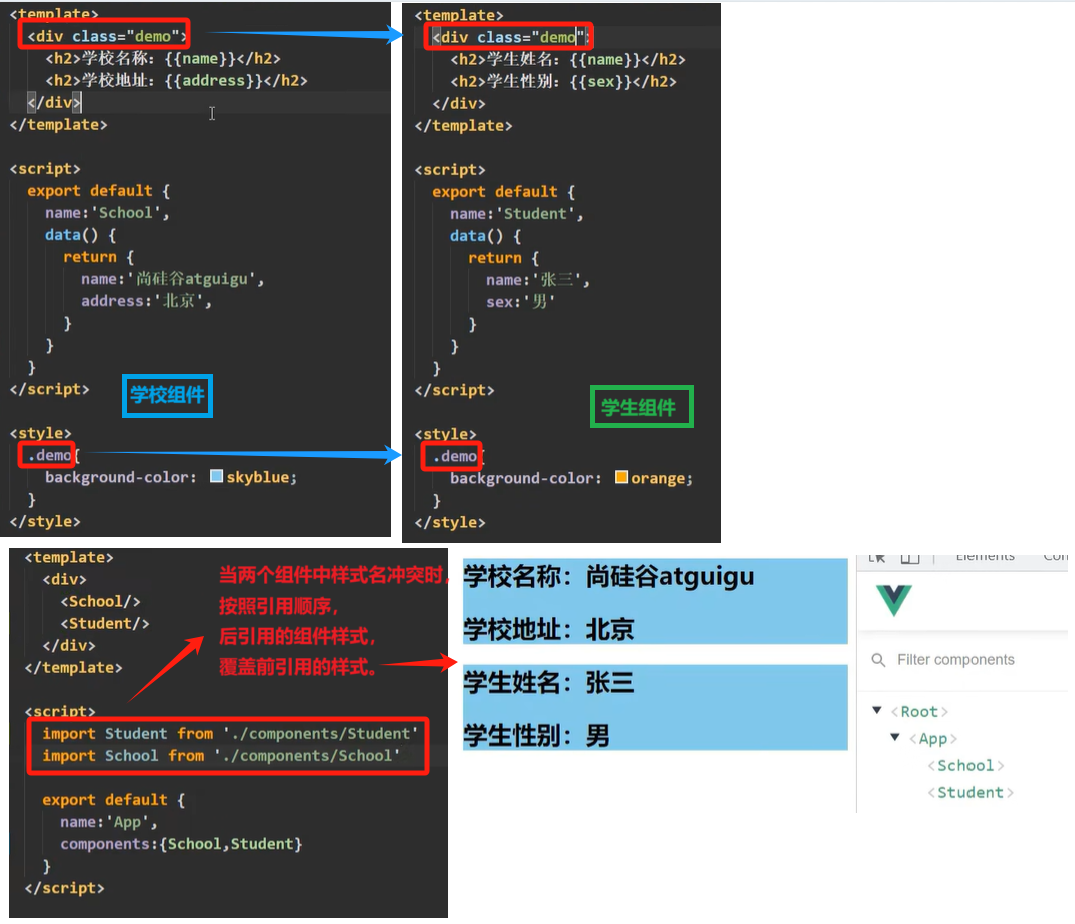 <template>
<div class="demo">
<h2>学校名称: {{name}}</h2>
<h2>学校地址: {{address}}</h2>
</div>
</template>
<script>
export default {
name:'School',
data() {
return {
name:'尚硅谷atguigu',
address:'北京',
}
}
}
</script>
学校组件
<style>
.demo{
background-color: skyblue;
}
</style>
<template>
<div class="demo">
<h2>学生姓名: {{name}}</h2>
<h2>学生性别: {{sex}}</h2>
</div>
</template>
<script>
export default {
name:'Student',
data() {
return {
name:'张三',
sex:'男'
}
}
}
</script>
学生组件
<style>
.demo{
background-color: orange;
}
</style>
<template>
<div>
<School/>
<Student/>
</div>
</template>
当两个组件中样式名冲突时,
按照引用顺序,
后引用的组件样式,
覆盖前引用的样式。
<script>
import Student from './components/Student'
import School from './components/School'
export default {
name:'App',
components:{School,Student}
}
</script>
学校名称: 尚硅谷atguigu
学校地址: 北京
学生姓名: 张三
学生性别: 男
Elements
Filter components
<Root>
<App>
<School>
<Student>